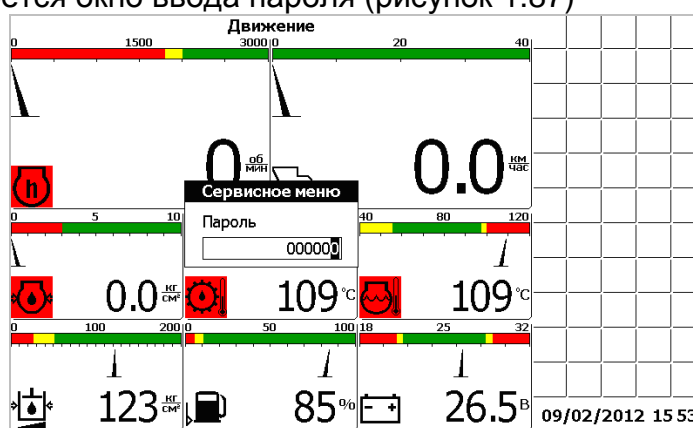 ется окно ввода пароля (рисунок 1.87)
Движение
0 1500 3000 0 20 40
0 об мин 0.0 км час
h
Сервисное меню
Пароль
000000
0 5 10 40 80 120
0.0 кг см² 109 °C 109 °C
0 100 200 0 50 100 18 25 32
123 кг см² 85 % 26.5 В
09/02/2012 15 53